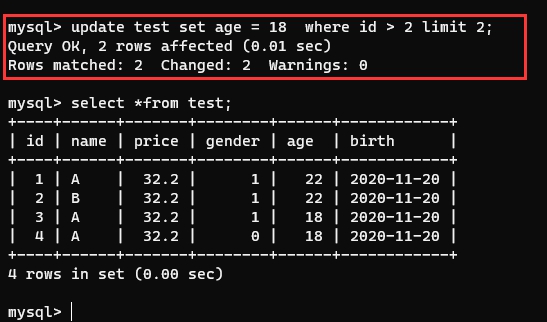 mysql> update test set age = 18  where id > 2 limit 2;
Query OK, 2 rows affected (0.01 sec)
Rows matched: 2  Changed: 2  Warnings: 0

mysql> select *from test;
+----+------+-------+--------+------+------------+
| id | name | price | gender | age  | birth      |
+----+------+-------+--------+------+------------+
|  1 | A    |  32.2 |      1 |   22 | 2020-11-20 |
|  2 | B    |  32.2 |      1 |   22 | 2020-11-20 |
|  3 | A    |  32.2 |      1 |   18 | 2020-11-20 |
|  4 | A    |  32.2 |      0 |   18 | 2020-11-20 |
+----+------+-------+--------+------+------------+
4 rows in set (0.00 sec)

mysql>